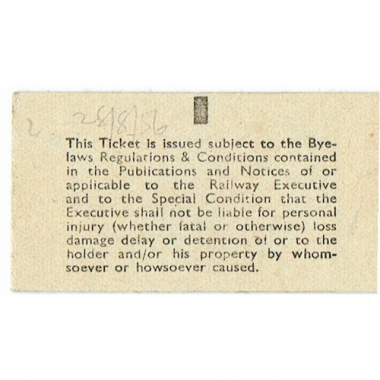 2 28/8/56
This Ticket is issued subject to the Bye-
laws Regulations & Conditions contained
in the Publications and Notices of or
applicable to the Railway Executive
and to the Special Condition that the
Executive shall not be liable for personal
injury (whether fatal or otherwise) loss
damage delay or detention of or to the
holder and/or his property by whom-
soever or howsoever caused.